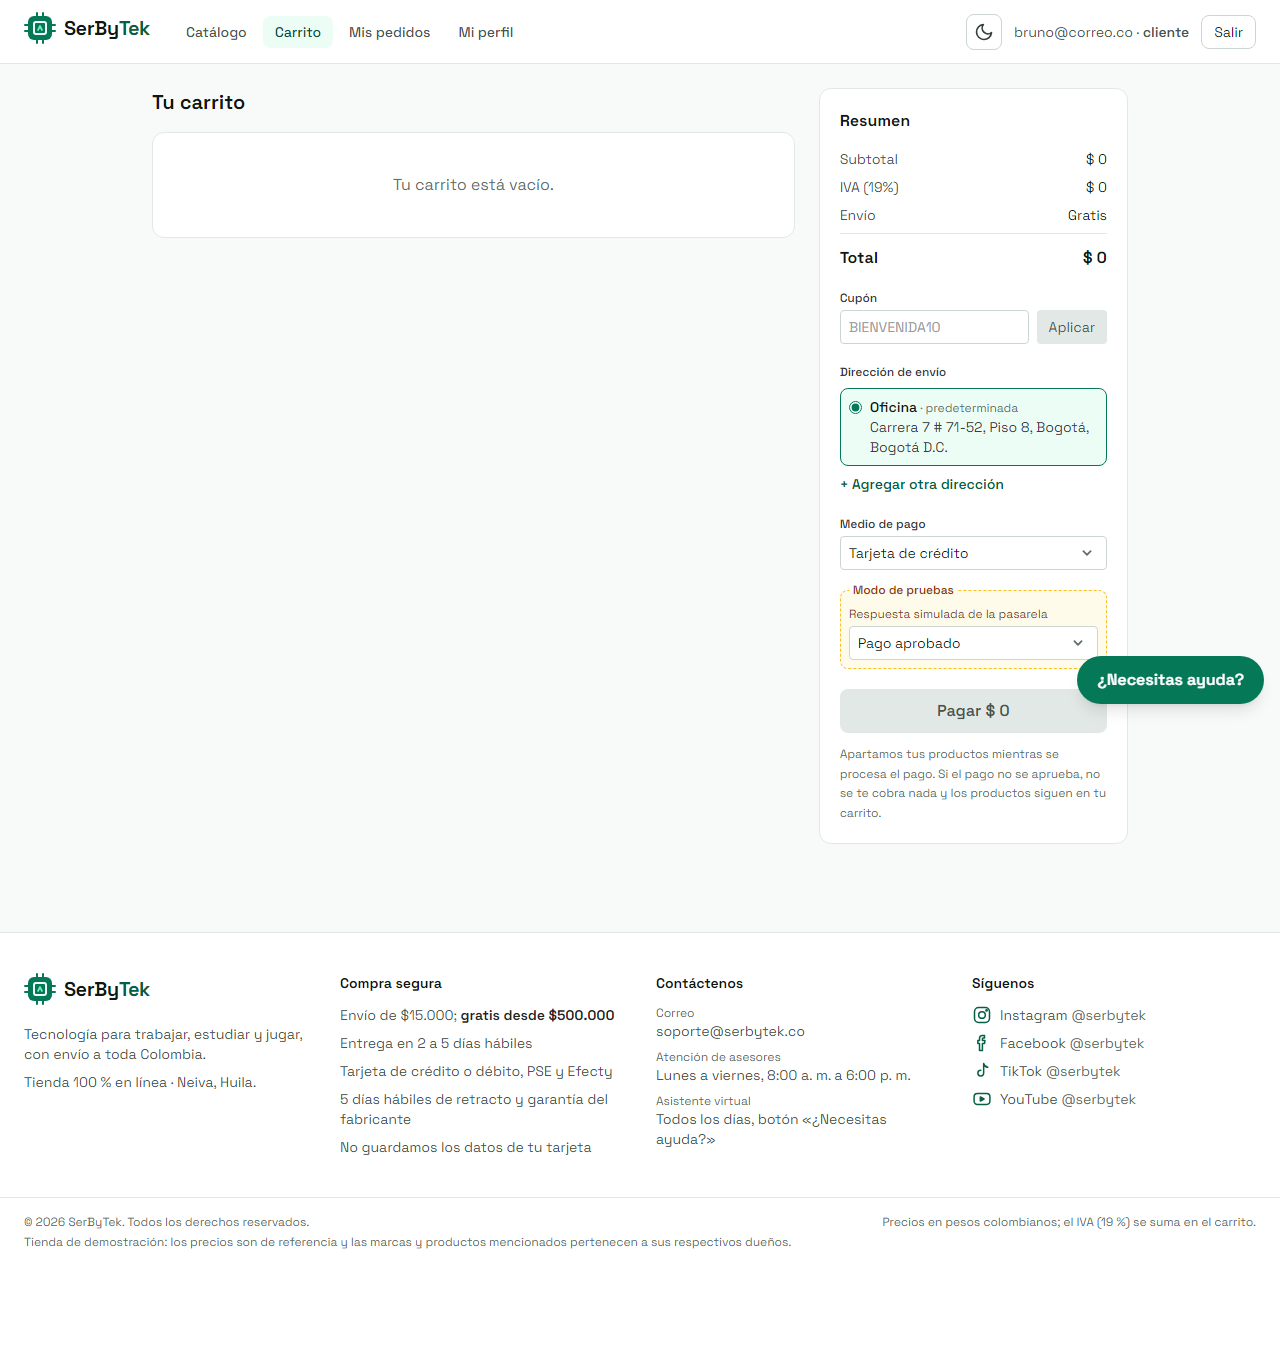 SerByTek
Catálogo
Carrito
Mis pedidos
Mi perfil
bruno@correo.co · cliente
Salir
Tu carrito
Tu carrito está vacío.
Resumen
Subtotal $ 0
IVA (19%) $ 0
Envío Gratis
Total $ 0
Cupón
BIENVENIDA10
Aplicar
Dirección de envío
Oficina · predeterminada
Carrera 7 # 71-52, Piso 8, Bogotá,
Bogotá D.C.
+ Agregar otra dirección
Medio de pago
Tarjeta de crédito
Modo de pruebas
Respuesta simulada de la pasarela
Pago aprobado
¿Necesitas ayuda?
Pagar $ 0
Apartamos tus productos mientras se
procesa el pago. Si el pago no se aprueba, no
se te cobra nada y los productos siguen en tu
carrito.
SerByTek
Tecnología para trabajar, estudiar y jugar,
con envío a toda Colombia.
Tienda 100 % en línea · Neiva, Huila.
Compra segura
Envío de $15.000; gratis desde $500.000
Entrega en 2 a 5 días hábiles
Tarjeta de crédito o débito, PSE y Efecty
5 días hábiles de retracto y garantía del
fabricante
No guardamos los datos de tu tarjeta
Contáctenos
Correo
soporte@serbytek.co
Atención de asesores
Lunes a viernes, 8:00 a. m. a 6:00 p. m.
Asistente virtual
Todos los días, botón «¿Necesitas
ayuda?»
Síguenos
Instagram @serbytek
Facebook @serbytek
TikTok @serbytek
YouTube @serbytek
© 2026 SerByTek. Todos los derechos reservados.
Precios en pesos colombianos; el IVA (19 %) se suma en el carrito.
Tienda de demostración: los precios son de referencia y las marcas y productos mencionados pertenecen a sus respectivos dueños.